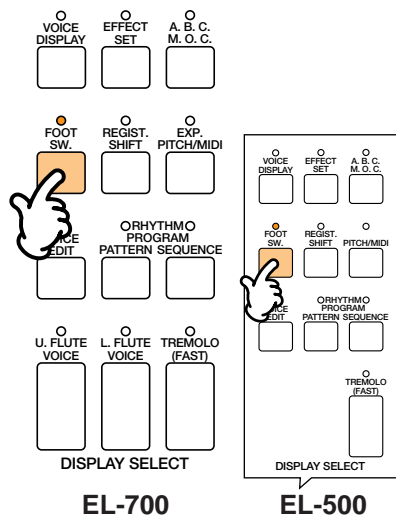 VOICE DISPLAY
EFFECT SET
A. B. C. M. O. C.
FOOT SW.
REGIST. SHIFT
EXP. PITCH/MIDI
EDIT
RHYTHM
PROGRAM
PATTERN SEQUENCE
U. FLUTE VOICE
L. FLUTE VOICE
TREMOLO (FAST)
DISPLAY SELECT
EL-700
VOICE DISPLAY
EFFECT SET
A. B. C. M. O. C.
FOOT SW.
REGIST. SHIFT
PITCH/MIDI
EDIT
RHYTHM
PROGRAM
PATTERN SEQUENCE
TREMOLO (FAST)
DISPLAY SELECT
EL-500